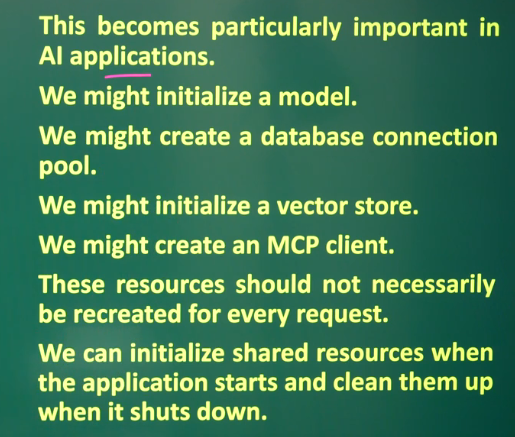 This becomes particularly important in
AI applications.
We might initialize a model.
We might create a database connection
pool.
We might initialize a vector store.
We might create an MCP client.
These resources should not necessarily
be recreated for every request.
We can initialize shared resources when
the application starts and clean them up
when it shuts down.